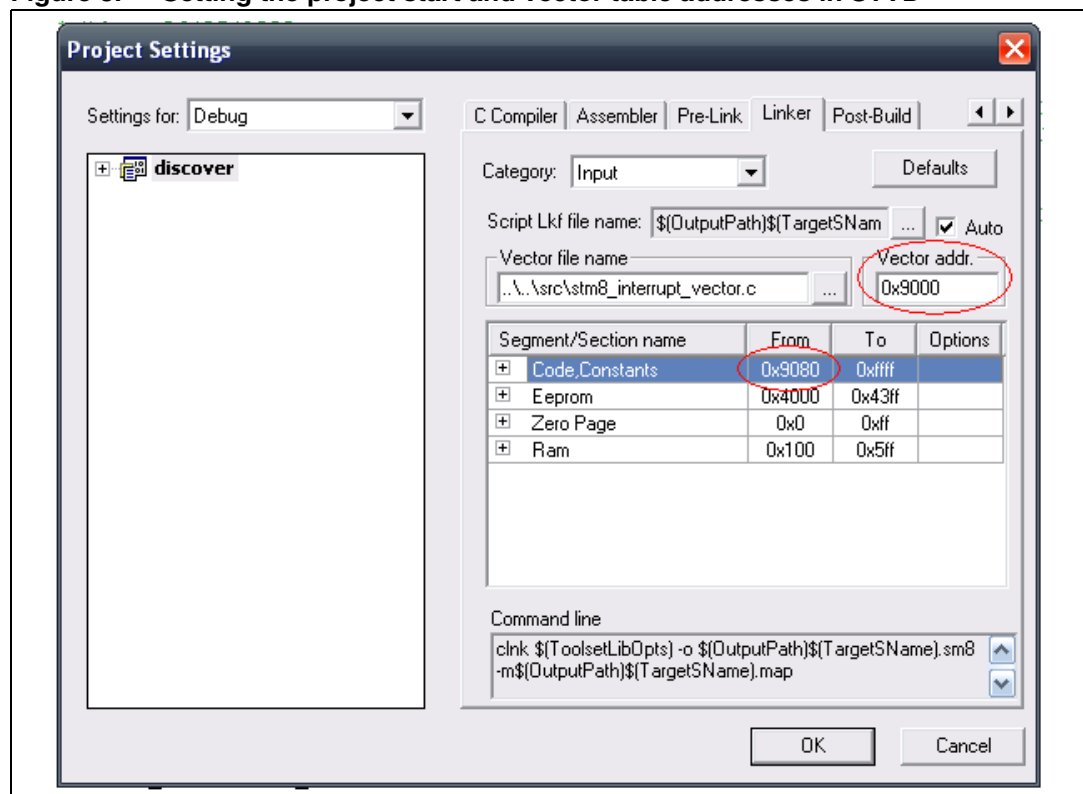 Project Settings
Settings for: Debug
discover
C Compiler Assembler Pre-Link Linker Post-Build
Category: Input Defaults
Script Lkf file name: $(OutputPath)$(TargetSNam ... Auto
Vector file name Vector addr.
..\..\src\stm8_interrupt_vector.c ... 0x9000
Segment/Section name From To Options
Code,Constants 0x9080 0xffff
Eeprom 0x4000 0x43ff
Zero Page 0x0 0xff
Ram 0x100 0x5ff
Command line
clnk $(ToolsetLibOpts) -o $(OutputPath)$(TargetSName).sm8
-m$(OutputPath)$(TargetSName).map
OK Cancel